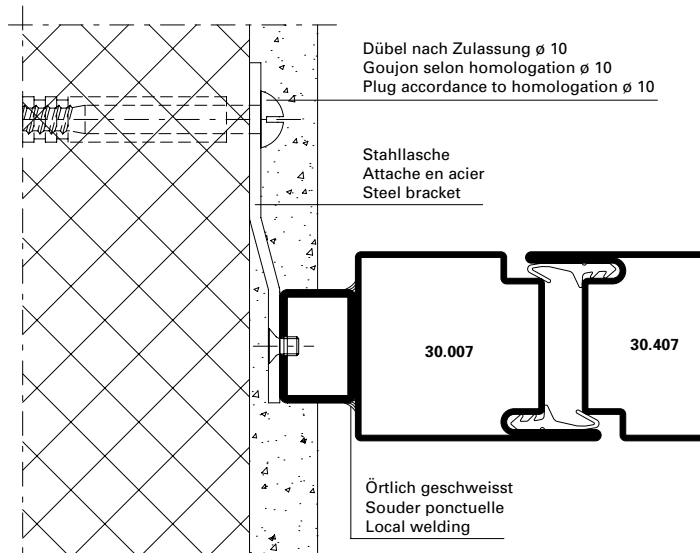 Dübel nach Zulassung ø 10
Goujon selon homologation ø 10
Plug accordance to homologation ø 10
Stahllasche
Attache en acier
Steel bracket
30.007
30.407
Örtlich geschweisst
Souder ponctuelle
Local welding